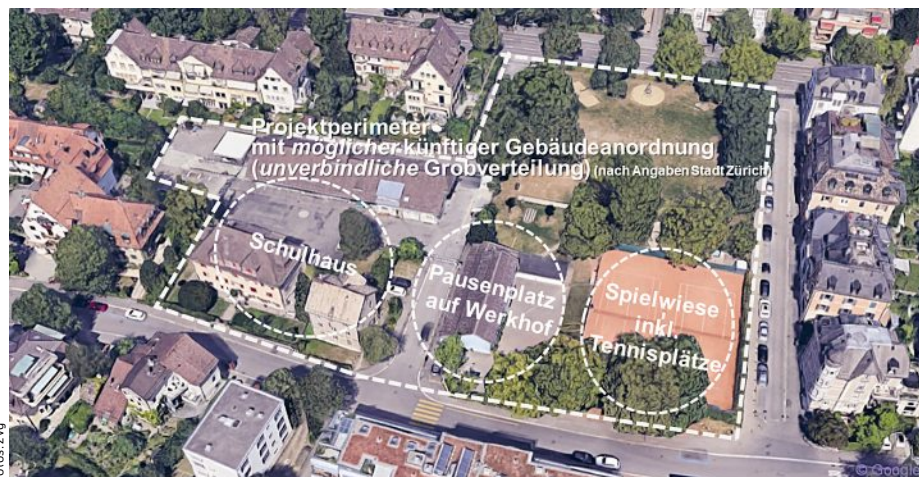 Projektperimeter
mit möglicher künftiger Gebäudeanordnung
(unverbindliche Grobverteilung) (nach Angaben Stadt Zürich)
Schulhaus
Pausenplatz
auf Werkhof
Spielwiese
inkl.
Tennisplätze
© Google